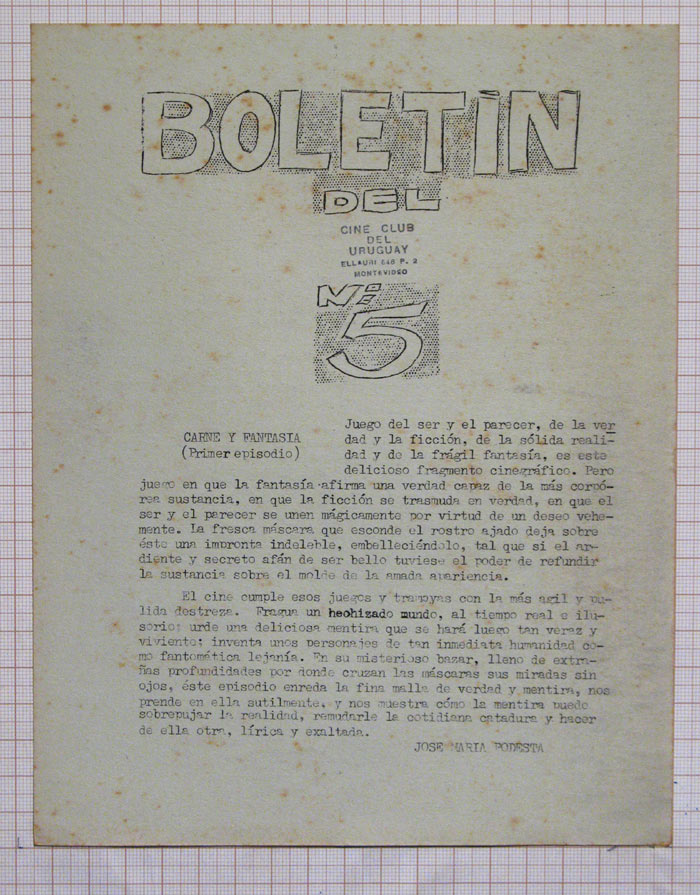 BOLETÍN
DEL
CINE CLUB
DEL
URUGUAY
ELLAURI 646 P. 2
MONTEVIDEO
Nº:
5
CARNE Y FANTASIA
(Primer episodio)
Juego del ser y el parecer, de la ver
dad y la ficción, de la sólida reali-
dad y de la frágil fantasía, es este
delicioso fragmento cinegráfico. Pero
juego en que la fantasía afirma una verdad capaz de la más corpó-
rea sustancia, en que la ficción se trasmuda en verdad, en que el
ser y el parecer se unen mágicamente por virtud de un deseo vehe-
mente. La fresca máscara que esconde el rostro ajado deja sobre
éste una impronta indeleble, embelleciéndolo, tal que si el ar-
diente y secreto afán de ser bello tuviese el poder de refundir
la sustancia sobre el molde de la amada apariencia.
El cine cumple esos juegos y tramoyas con la más agil y pu-
lida destreza. Fragua un hechizado mundo, al tiempo real e ilu-
sorio; urde una deliciosa mentira que se hará luego tan veraz y
viviente; inventa unos personajes de tan inmediata humanidad co-
mo fantomática lejanía. En su misterioso bazar, lleno de extra-
ñas profundidades por donde cruzan las máscaras sus miradas sin
ojos, éste episodio enreda la fina malla de verdad y mentira, nos
prende en ella sutilmente, y nos muestra cómo la mentira puede
sobrepujar la realidad, remudarle la cotidiana catadura y hacer
de ella otra, lírica y exaltada.
JOSE MARIA PODESTA